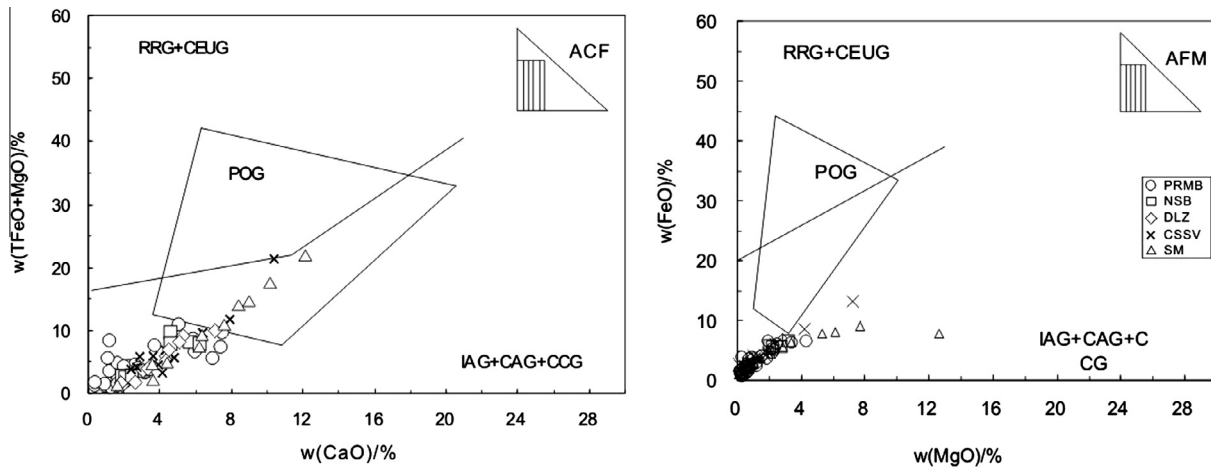 60
50
40
30
20
10
0
w(TFeO+MgO)/%
RRG+CEUG
ACF
POG
IAG+CAG+CCG
0 4 8 12 16 20 24 28
w(CaO)/%
60
50
40
30
20
10
0
w(FeO)/%
RRG+CEUG
AFM
POG
PRMB
NSB
DLZ
CSSV
SM
IAG+CAG+C
CG
0 4 8 12 16 20 24 28
w(MgO)/%